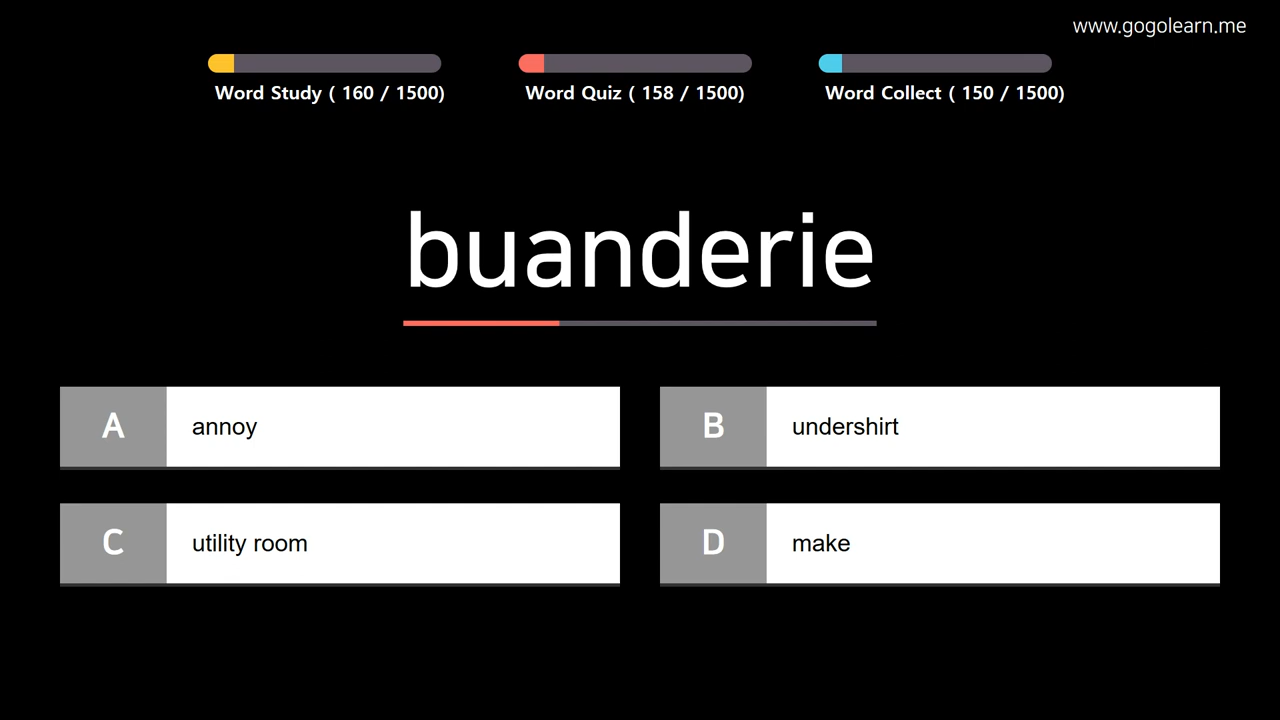 www.gogolearn.me
Word Study ( 160 / 1500)
Word Quiz ( 158 / 1500)
Word Collect ( 150 / 1500)
buanderie
A annoy
B undershirt
C utility room
D make